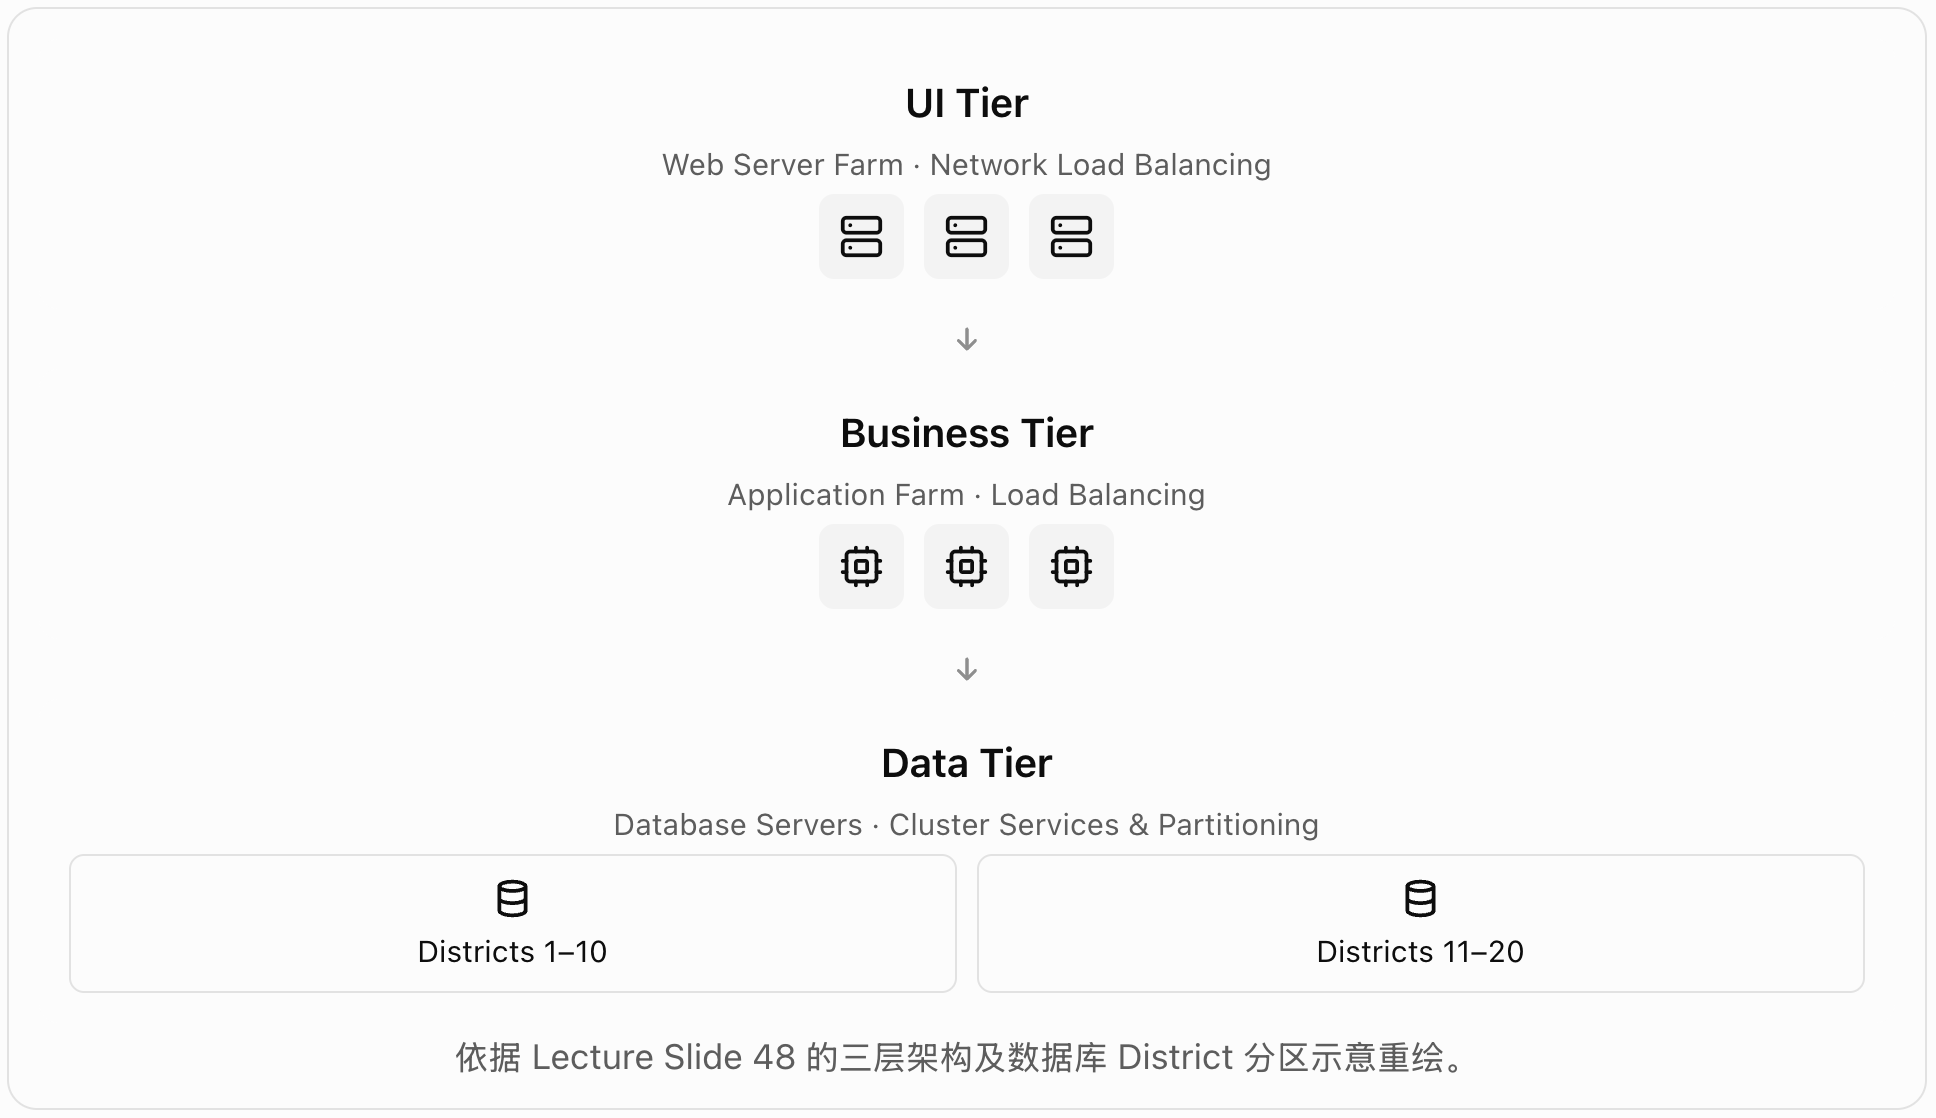 UI Tier
Web Server Farm · Network Load Balancing
Business Tier
Application Farm · Load Balancing
Data Tier
Database Servers · Cluster Services & Partitioning
Districts 1–10
Districts 11–20
依据 Lecture Slide 48 的三层架构及数据库 District 分区示意重绘。